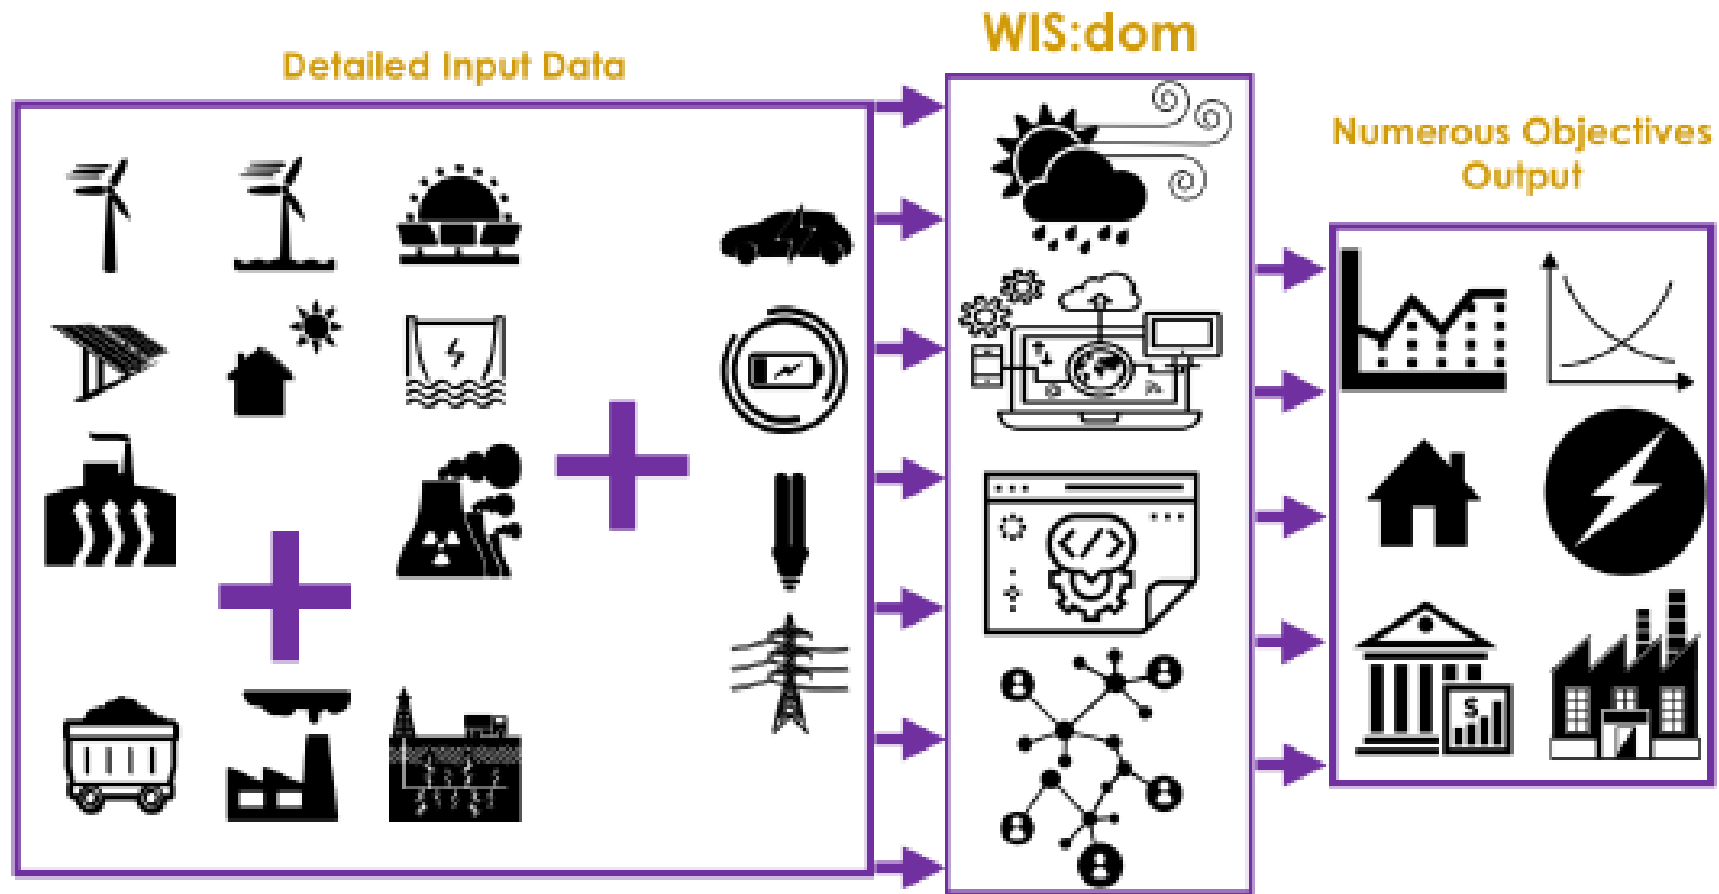 Detailed Input Data
WIS:dom
Numerous Objectives
Output
</>
$